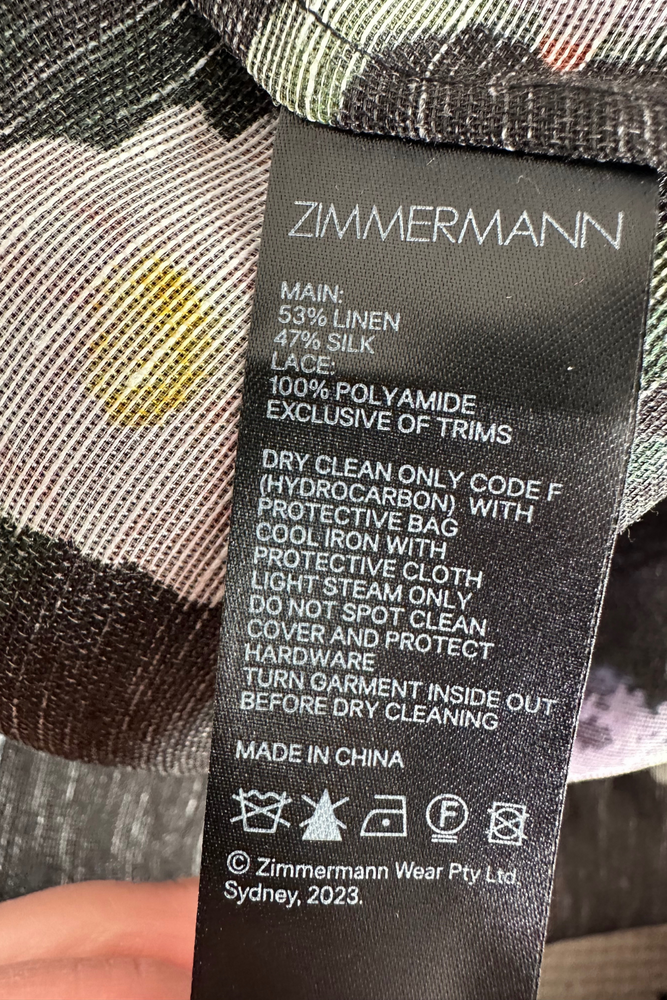 ZIMMERMANN
MAIN:
53% LINEN
47% SILK
LACE:
100% POLYAMIDE
EXCLUSIVE OF TRIMS
DRY CLEAN ONLY CODE F
(HYDROCARBON) WITH
PROTECTIVE BAG
COOL IRON WITH
PROTECTIVE CLOTH
LIGHT STEAM ONLY
DO NOT SPOT CLEAN
COVER AND PROTECT
HARDWARE
TURN GARMENT INSIDE OUT
BEFORE DRY CLEANING
MADE IN CHINA
F
© Zimmermann Wear Pty Ltd.
Sydney, 2023.